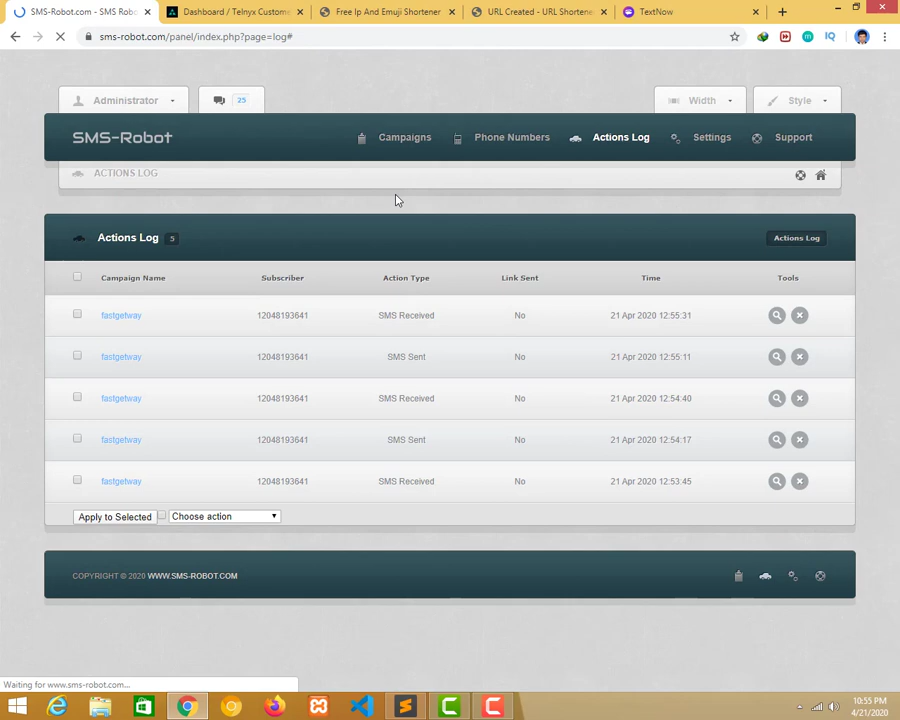 SMS-Robot.com - SMS Robo
Dashboard / Telnyx Custome
Free Ip And Emuji Shortener
URL Created - URL Shortene
TextNow
sms-robot.com/panel/index.php?page=log#
IQ
Administrator
25
Width
Style
SMS-Robot
Campaigns
Phone Numbers
Actions Log
Settings
Support
ACTIONS LOG
Actions Log 5
Actions Log
Campaign Name Subscriber Action Type Link Sent Time Tools
fastgetway 12048193641 SMS Received No 21 Apr 2020 12:55:31
fastgetway 12048193641 SMS Sent No 21 Apr 2020 12:55:11
fastgetway 12048193641 SMS Received No 21 Apr 2020 12:54:40
fastgetway 12048193641 SMS Sent No 21 Apr 2020 12:54:17
fastgetway 12048193641 SMS Received No 21 Apr 2020 12:53:45
Apply to Selected Choose action
COPYRIGHT © 2020 WWW.SMS-ROBOT.COM
Waiting for www.sms-robot.com...
10:55 PM
4/21/2020